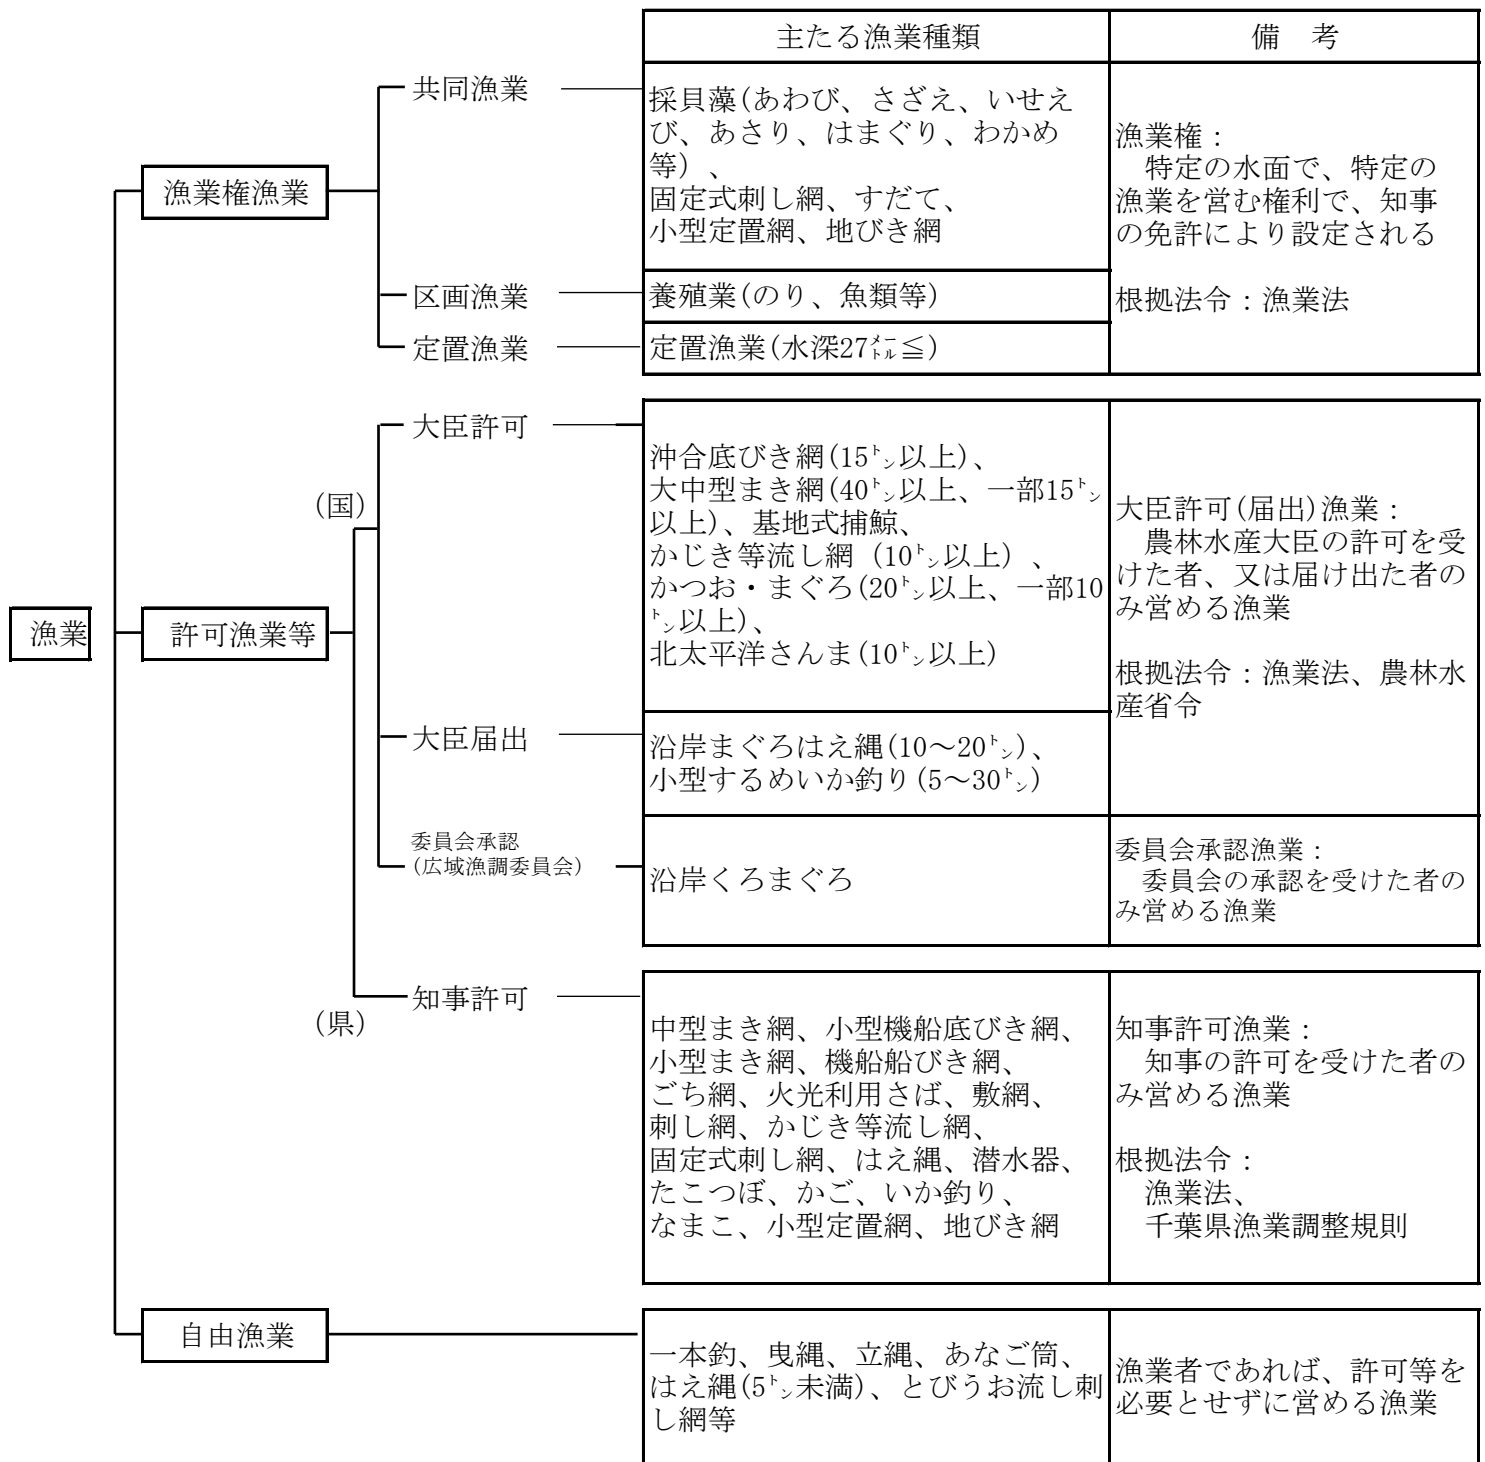 主たる漁業種類
備　考
漁業
漁業権漁業
共同漁業
採貝藻(あわび、さざえ、いせえ
び、あさり、はまぐり、わかめ
等）、
固定式刺し網、すだて、
小型定置網、地びき網
区画漁業
養殖業(のり、魚類等)
定置漁業
定置漁業(水深27㍍≦)
漁業権：
特定の水面で、特定の
漁業を営む権利で、知事
の免許により設定される
根拠法令：漁業法
許可漁業等
(国)
大臣許可
沖合底びき網(15㌧以上)、
大中型まき網(40㌧以上、一部15㌧
以上)、基地式捕鯨、
かじき等流し網（10㌧以上）、
かつお・まぐろ(20㌧以上、一部10
㌧以上)、
北太平洋さんま(10㌧以上)
大臣届出
沿岸まぐろはえ縄(10～20㌧)、
小型するめいか釣り(5～30㌧)
大臣許可(届出)漁業：
農林水産大臣の許可を受
けた者、又は届け出た者の
み営める漁業
根拠法令：漁業法、農林水
産省令
委員会承認
(広域漁調委員会)
沿岸くろまぐろ
委員会承認漁業：
委員会の承認を受けた者の
み営める漁業
(県)
知事許可
中型まき網、小型機船底びき網、
小型まき網、機船船びき網、
ごち網、火光利用さば、敷網、
刺し網、かじき等流し網、
固定式刺し網、はえ縄、潜水器、
たこつぼ、かご、いか釣り、
なまこ、小型定置網、地びき網
知事許可漁業：
知事の許可を受けた者の
み営める漁業
根拠法令：
漁業法、
千葉県漁業調整規則
自由漁業
一本釣、曳縄、立縄、あなご筒、
はえ縄(5㌧未満)、とびうお流し刺
し網等
漁業者であれば、許可等を
必要とせずに営める漁業